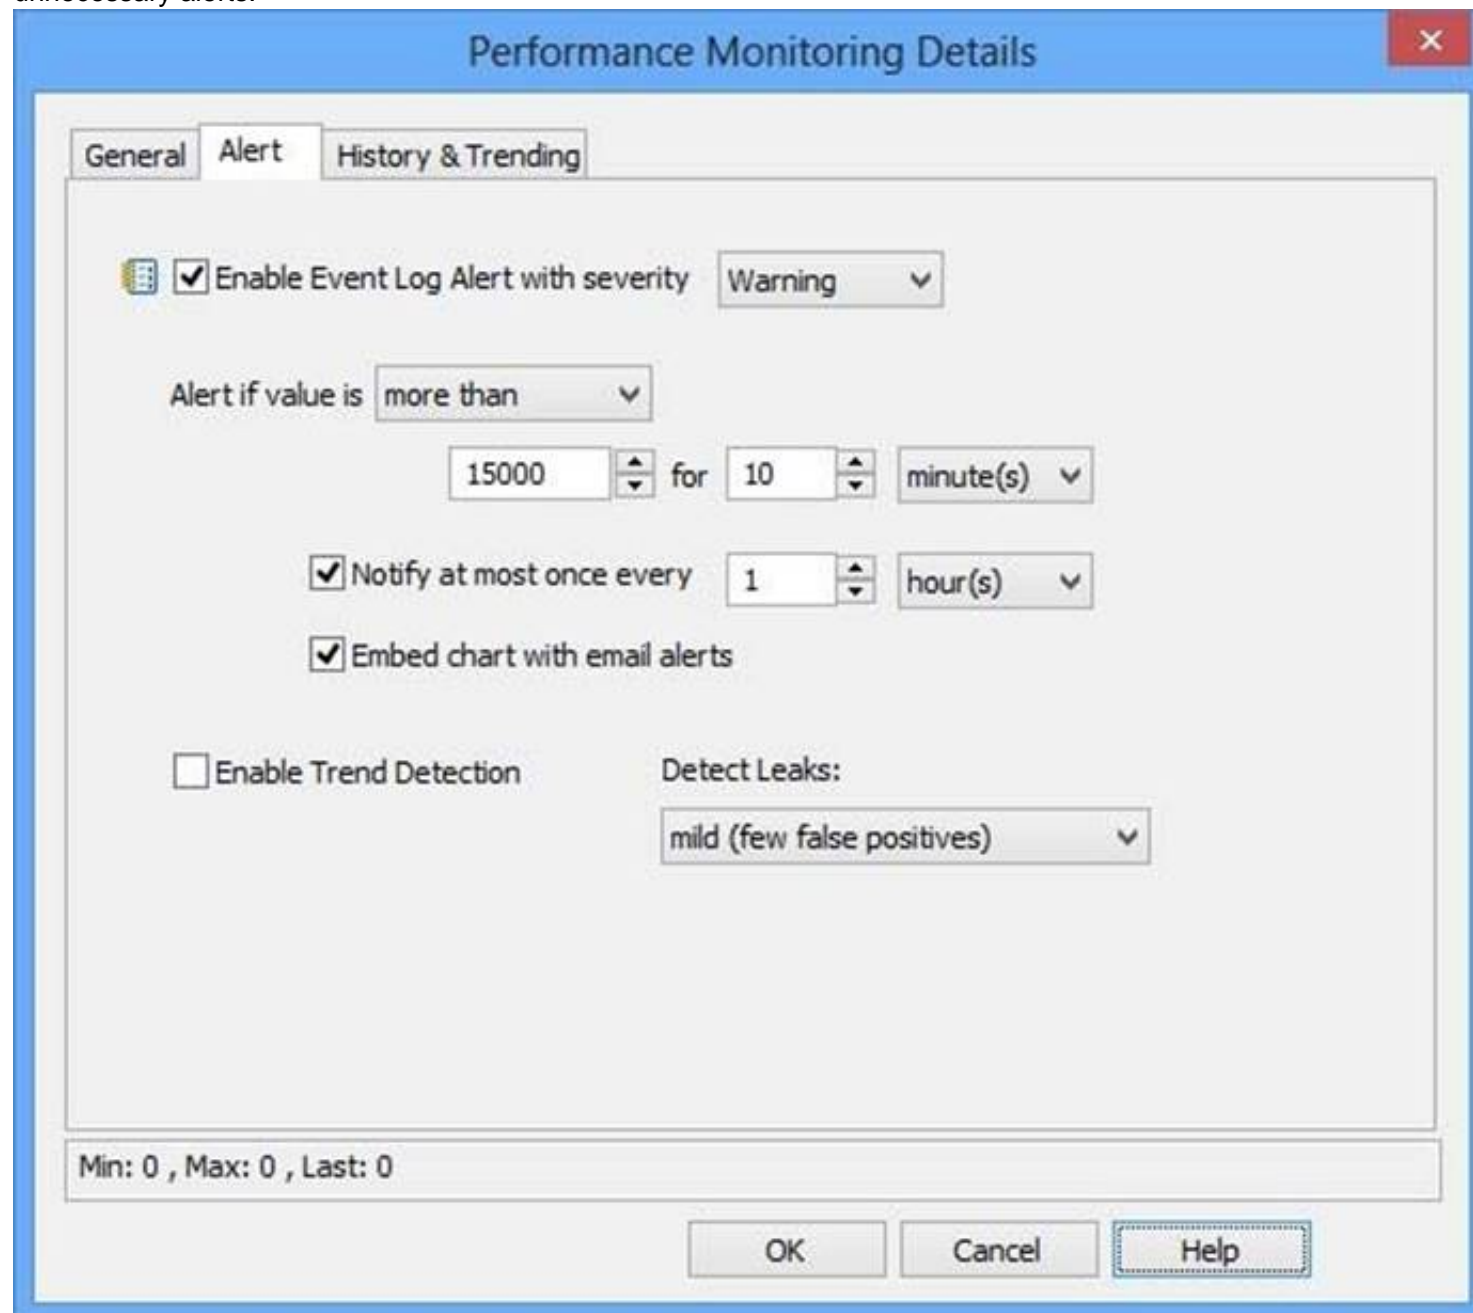 unnecessary alerts.
Performance Monitoring Details
General Alert History & Trending
Enable Event Log Alert with severity Warning
Alert if value is more than
15000 for 10 minute(s)
Notify at most once every 1 hour(s)
Embed chart with email alerts
Enable Trend Detection Detect Leaks:
mild (few false positives)
Min: 0 , Max: 0 , Last: 0
OK Cancel Help